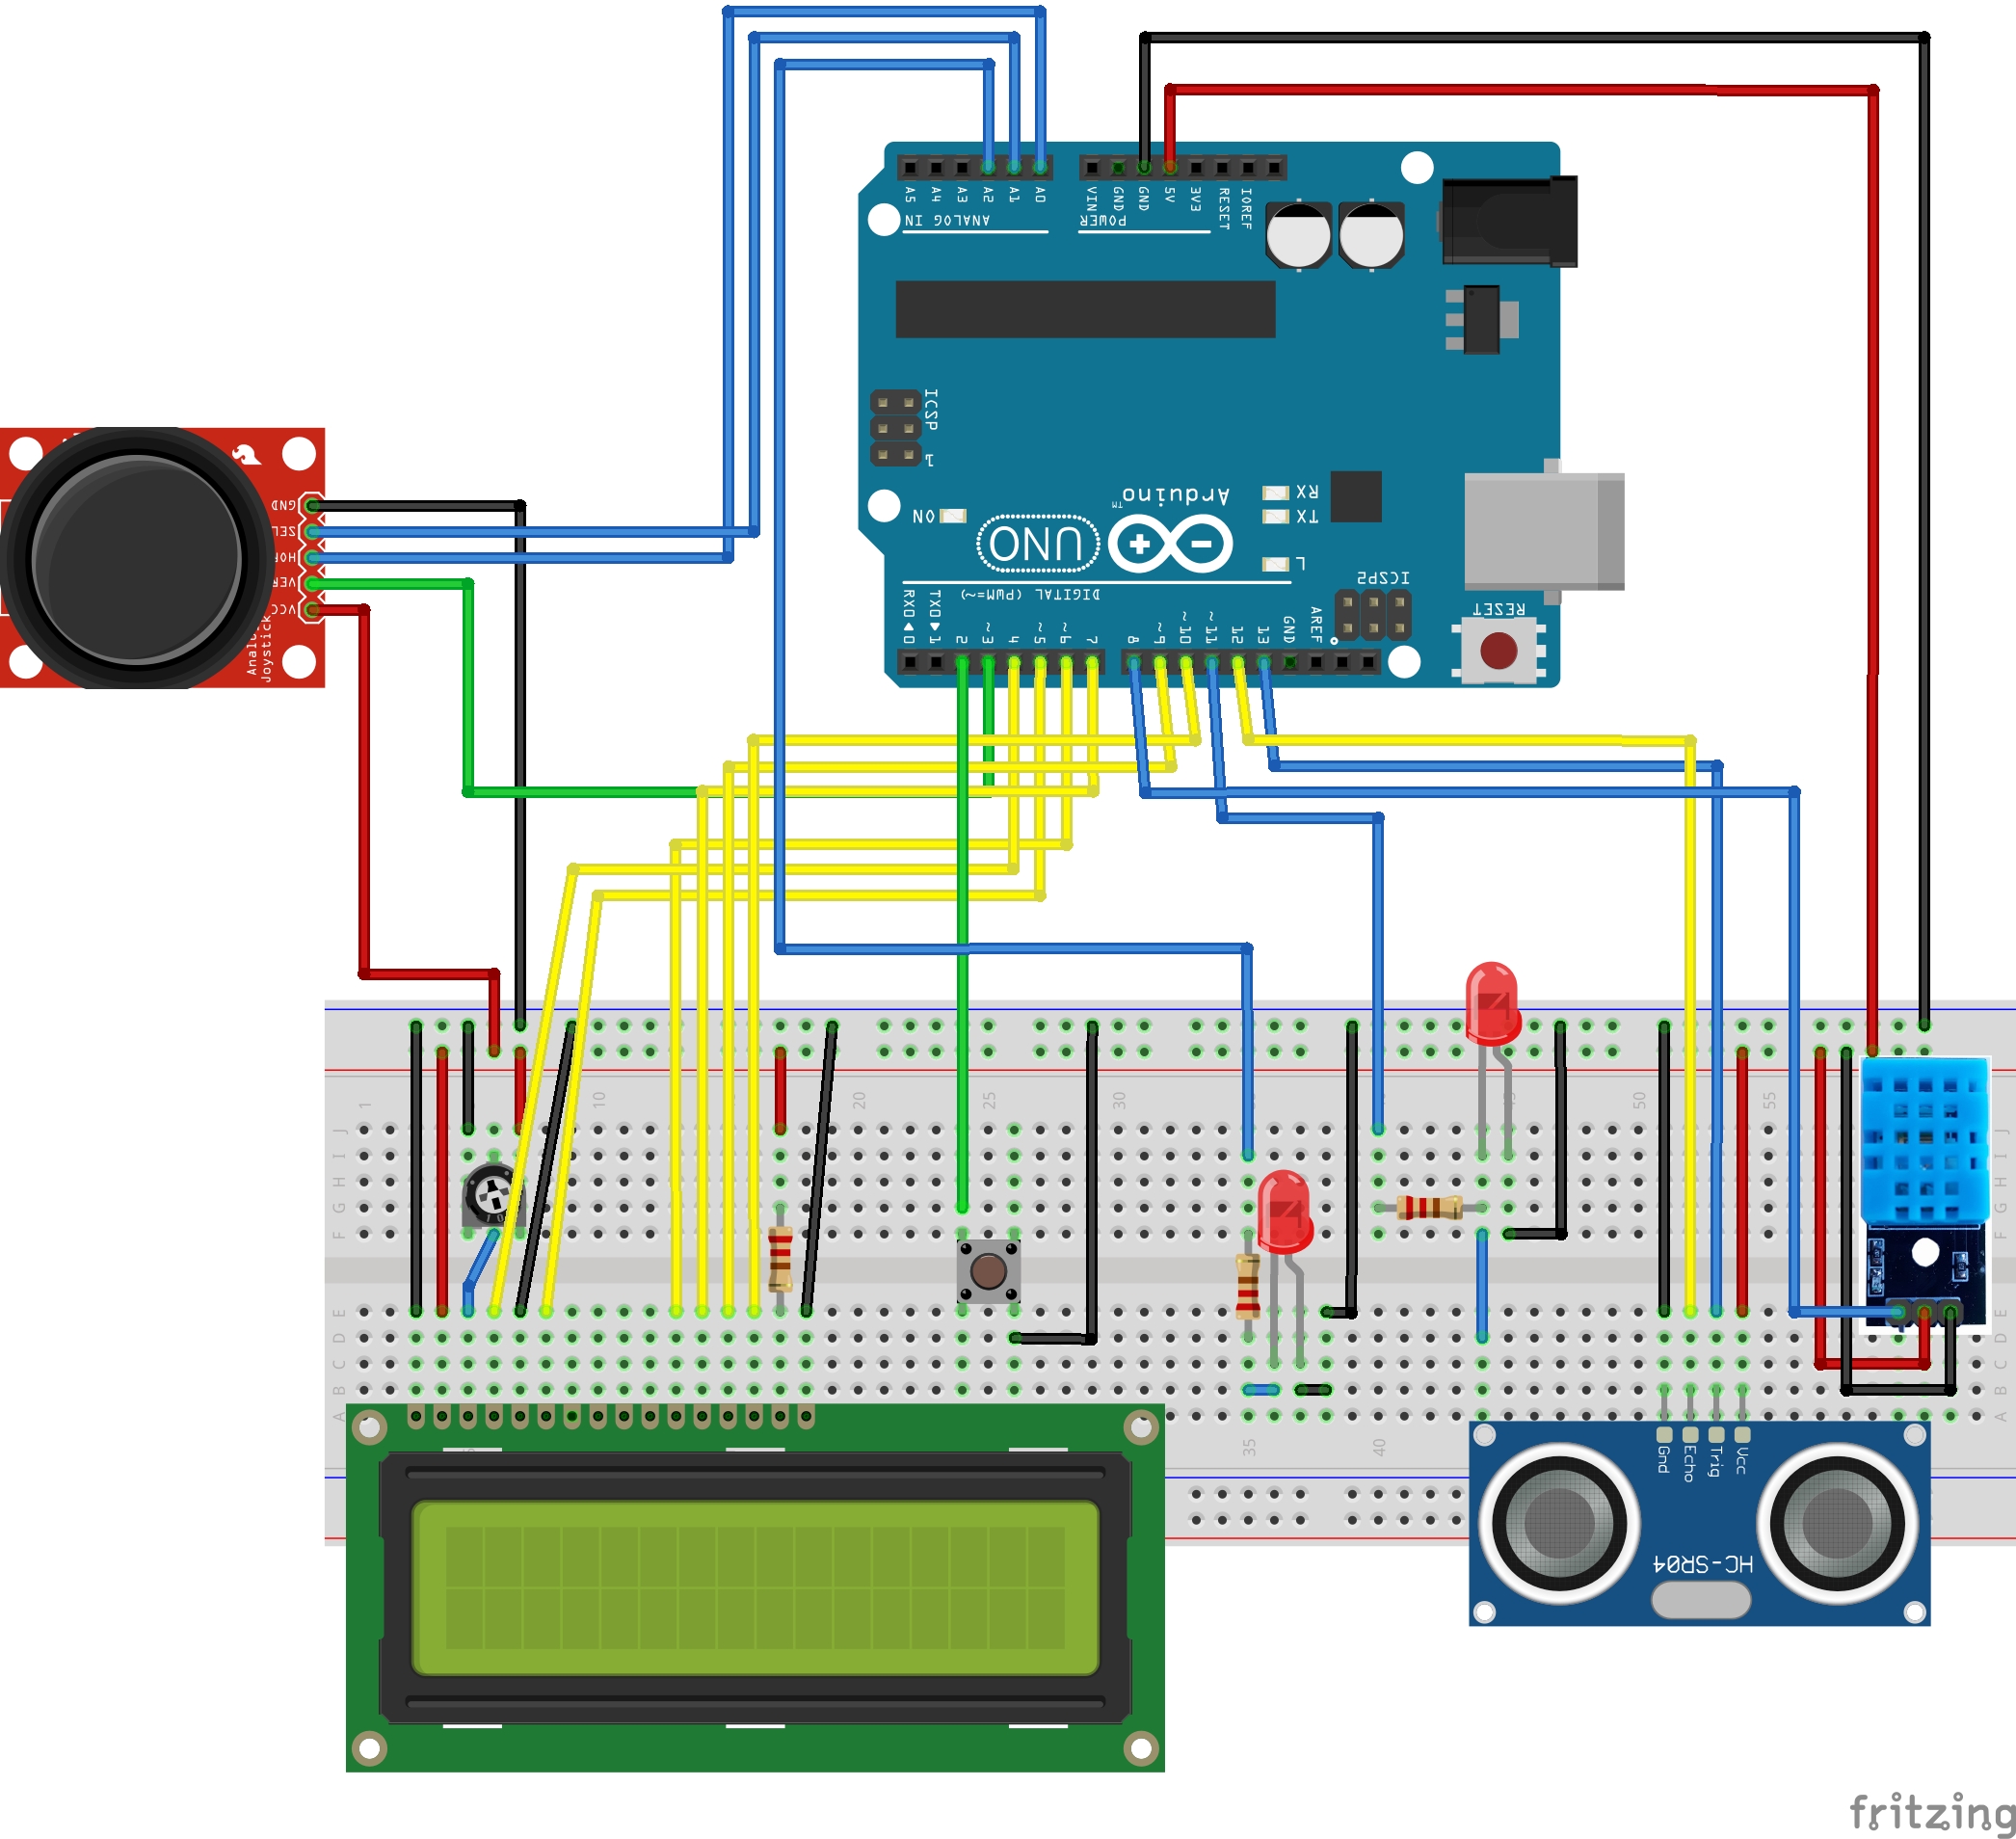 A5
A4
A3
A2
A1
A0
VIN
GND
GND
5V
3V3
RESET
IOREF
ANALOG IN
POWER
ICSP
1
Arduino
TM
RX
TX
ON
UNO
L
ICSP2
GND
SEL
HOR
VER
VCC
Joystick
DIGITAL (PWM=~)
RX0◄0
TX0►1
2
~3
4
~5
~6
7
8
~9
~10
~11
12
13
GND
AREF
RESET
1
10
20
25
30
50
55
J
I
H
G
F
E
D
C
B
A
J
I
H
G
F
E
D
C
B
A
35
40
Gnd
Echo
Trig
Vcc
HC-SR04
fritzing